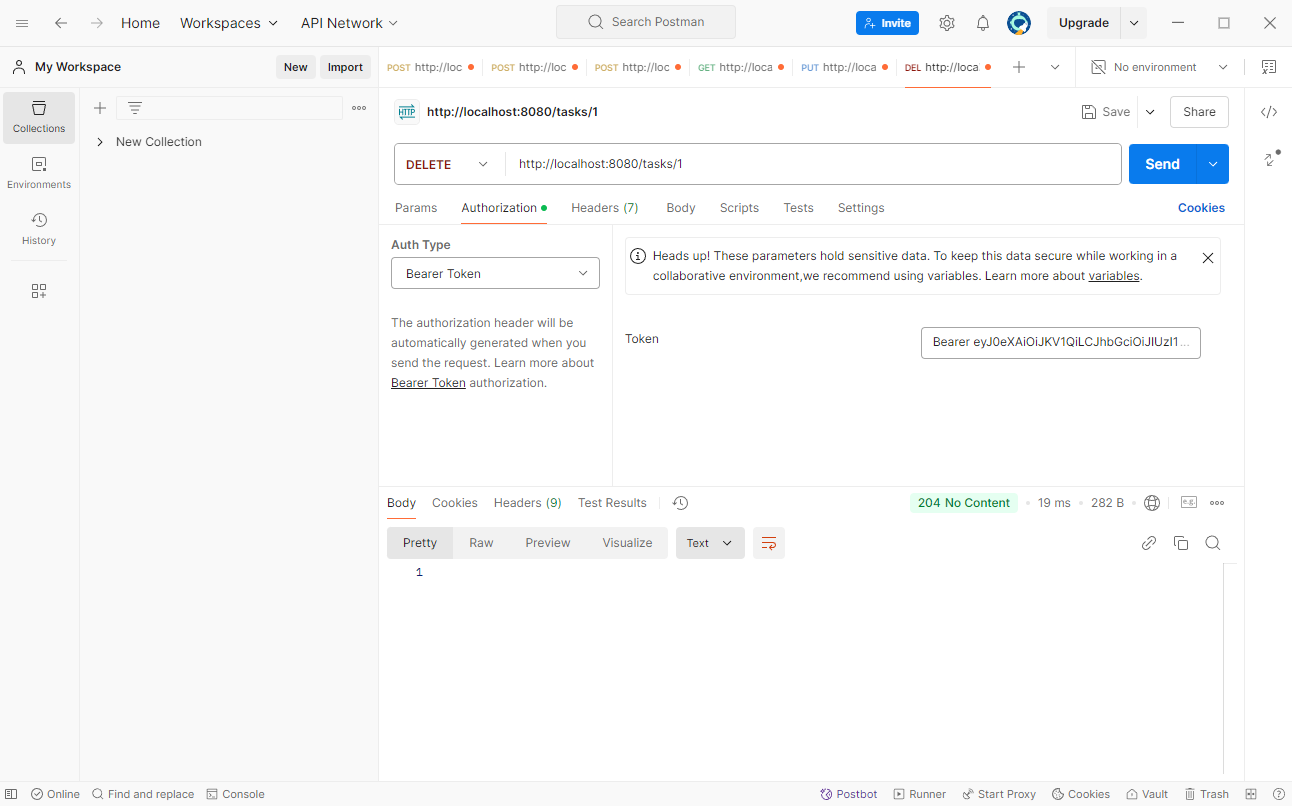 Home Workspaces API Network Search Postman Invite Upgrade
My Workspace New Import POST http://loc POST http://loc POST http://loc GET http://loca PUT http://loca DEL http://loca No environment
Collections
New Collection
Environments
History
HTTP http://localhost:8080/tasks/1 Save Share
DELETE http://localhost:8080/tasks/1 Send
Params Authorization Headers (7) Body Scripts Tests Settings Cookies
Auth Type
Bearer Token
The authorization header will be
automatically generated when you
send the request. Learn more about
Bearer Token authorization.
Heads up! These parameters hold sensitive data. To keep this data secure while working in a
collaborative environment,we recommend using variables. Learn more about variables.
Token Bearer eyJ0eXAiOiJKV1QiLCJhbGciOiJIUzI1...
Body Cookies Headers (9) Test Results 204 No Content 19 ms 282 B e.g.
Pretty Raw Preview Visualize Text
1
Online Find and replace Console Postbot Runner Start Proxy Cookies Vault Trash